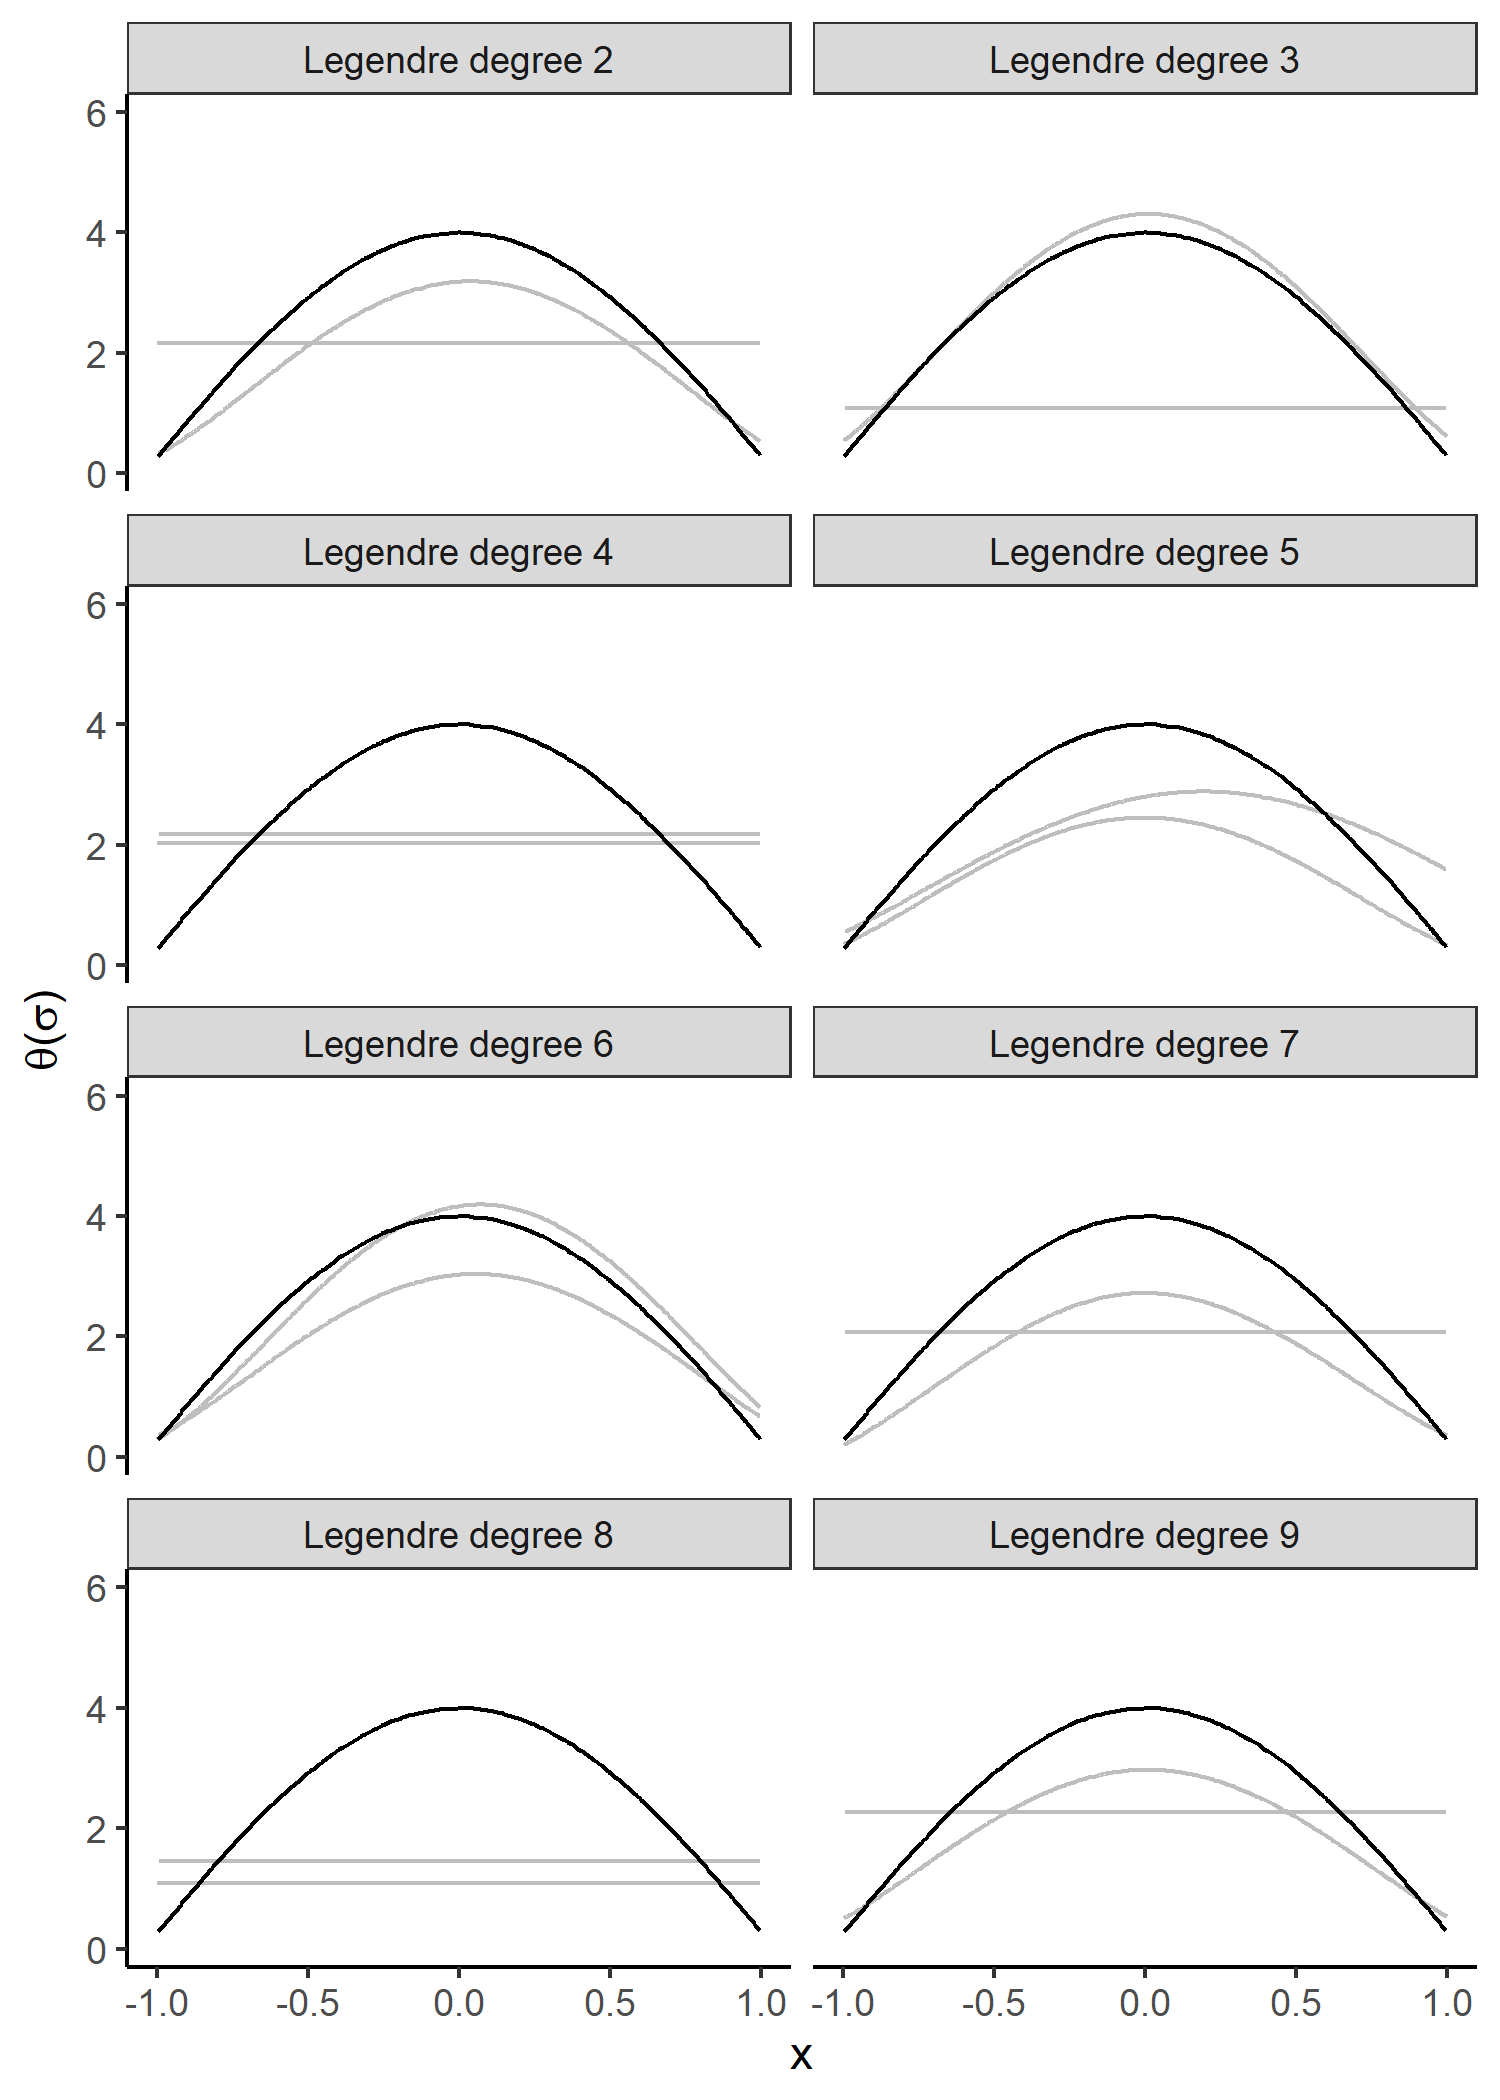 Legendre degree 2
Legendre degree 3
6
4
2
0
Legendre degree 4
Legendre degree 5
6
4
2
0
θ(σ)
Legendre degree 6
Legendre degree 7
6
4
2
0
Legendre degree 8
Legendre degree 9
6
4
2
0
-1.0 -0.5 0.0 0.5 1.0 -1.0 -0.5 0.0 0.5 1.0
x